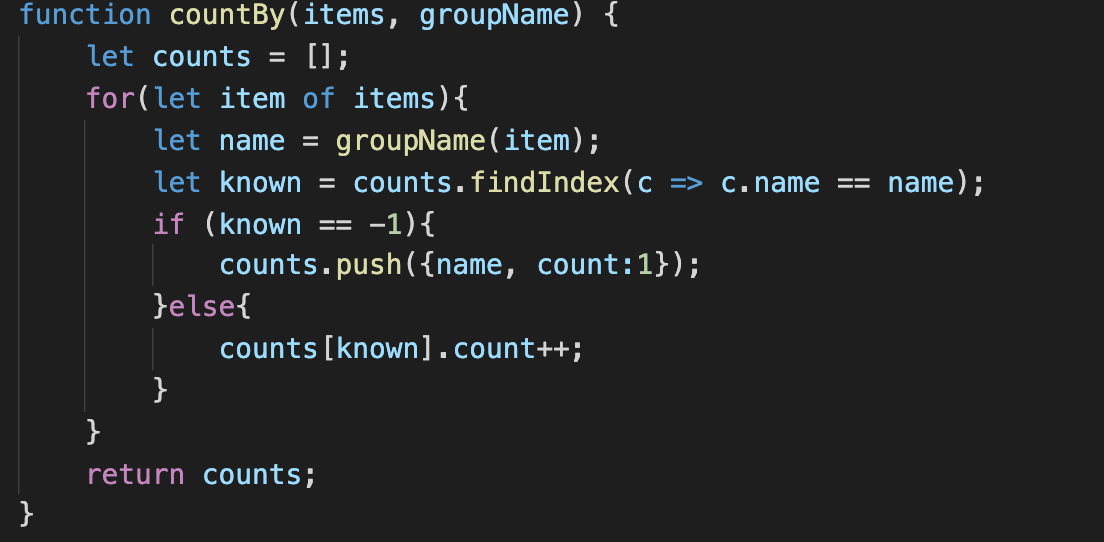 function countBy(items, groupName) {
    let counts = [];
    for(let item of items){
        let name = groupName(item);
        let known = counts.findIndex(c => c.name == name);
        if (known == -1){
            counts.push({name, count:1});
        }else{
            counts[known].count++;
        }
    }
    return counts;
}